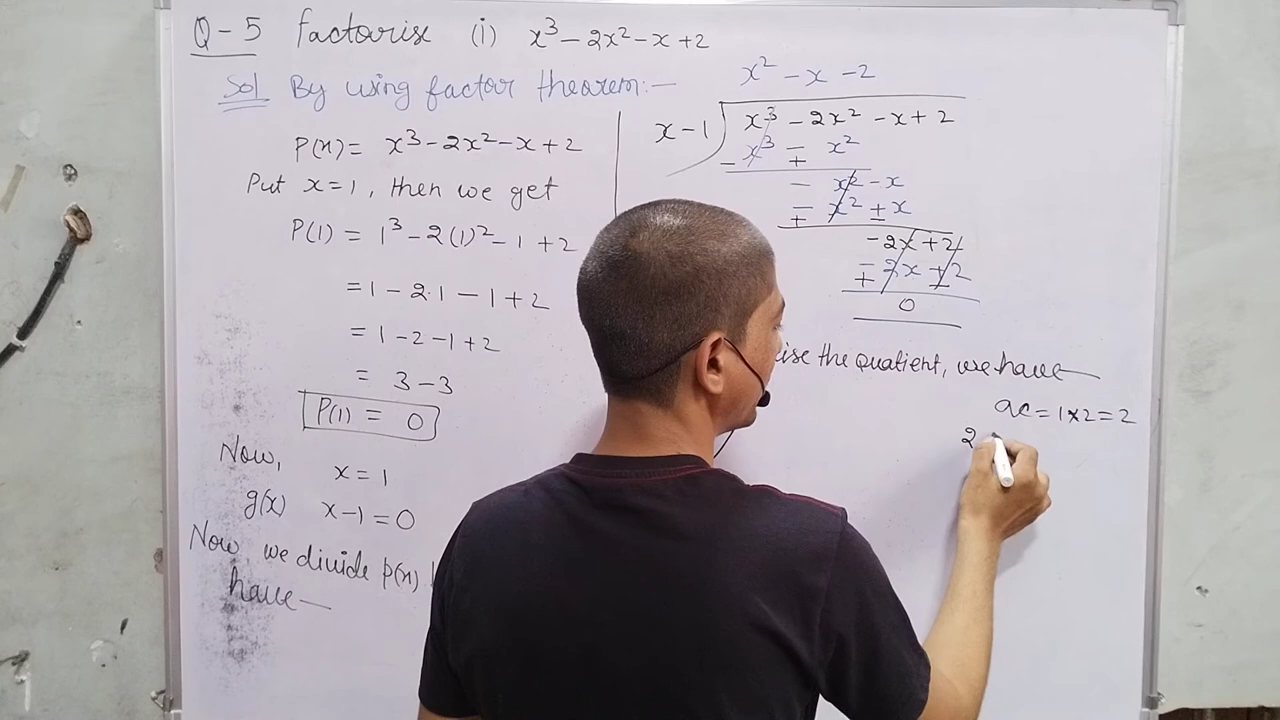 Q-5 Factorise (i) x³-2x²-x+2
Sol By using factor theorem:-
P(x) = x³-2x²-x+2
Put x=1, then we get
P(1) = 1³-2(1)²-1+2
=1-2·1-1+2
=1-2-1+2
= 3-3
P(1) = 0
Now, x=1
g(x) x-1=0
Now we divide p(x)
have—
x²-x-2
x-1) x³-2x²-x+2
- x³ - x²
+
- x²-x
- x² + x
+ -
-2x+2
- 2x + 2
+ -
0
ise the quatient, we have—
ac=1×2=2
2